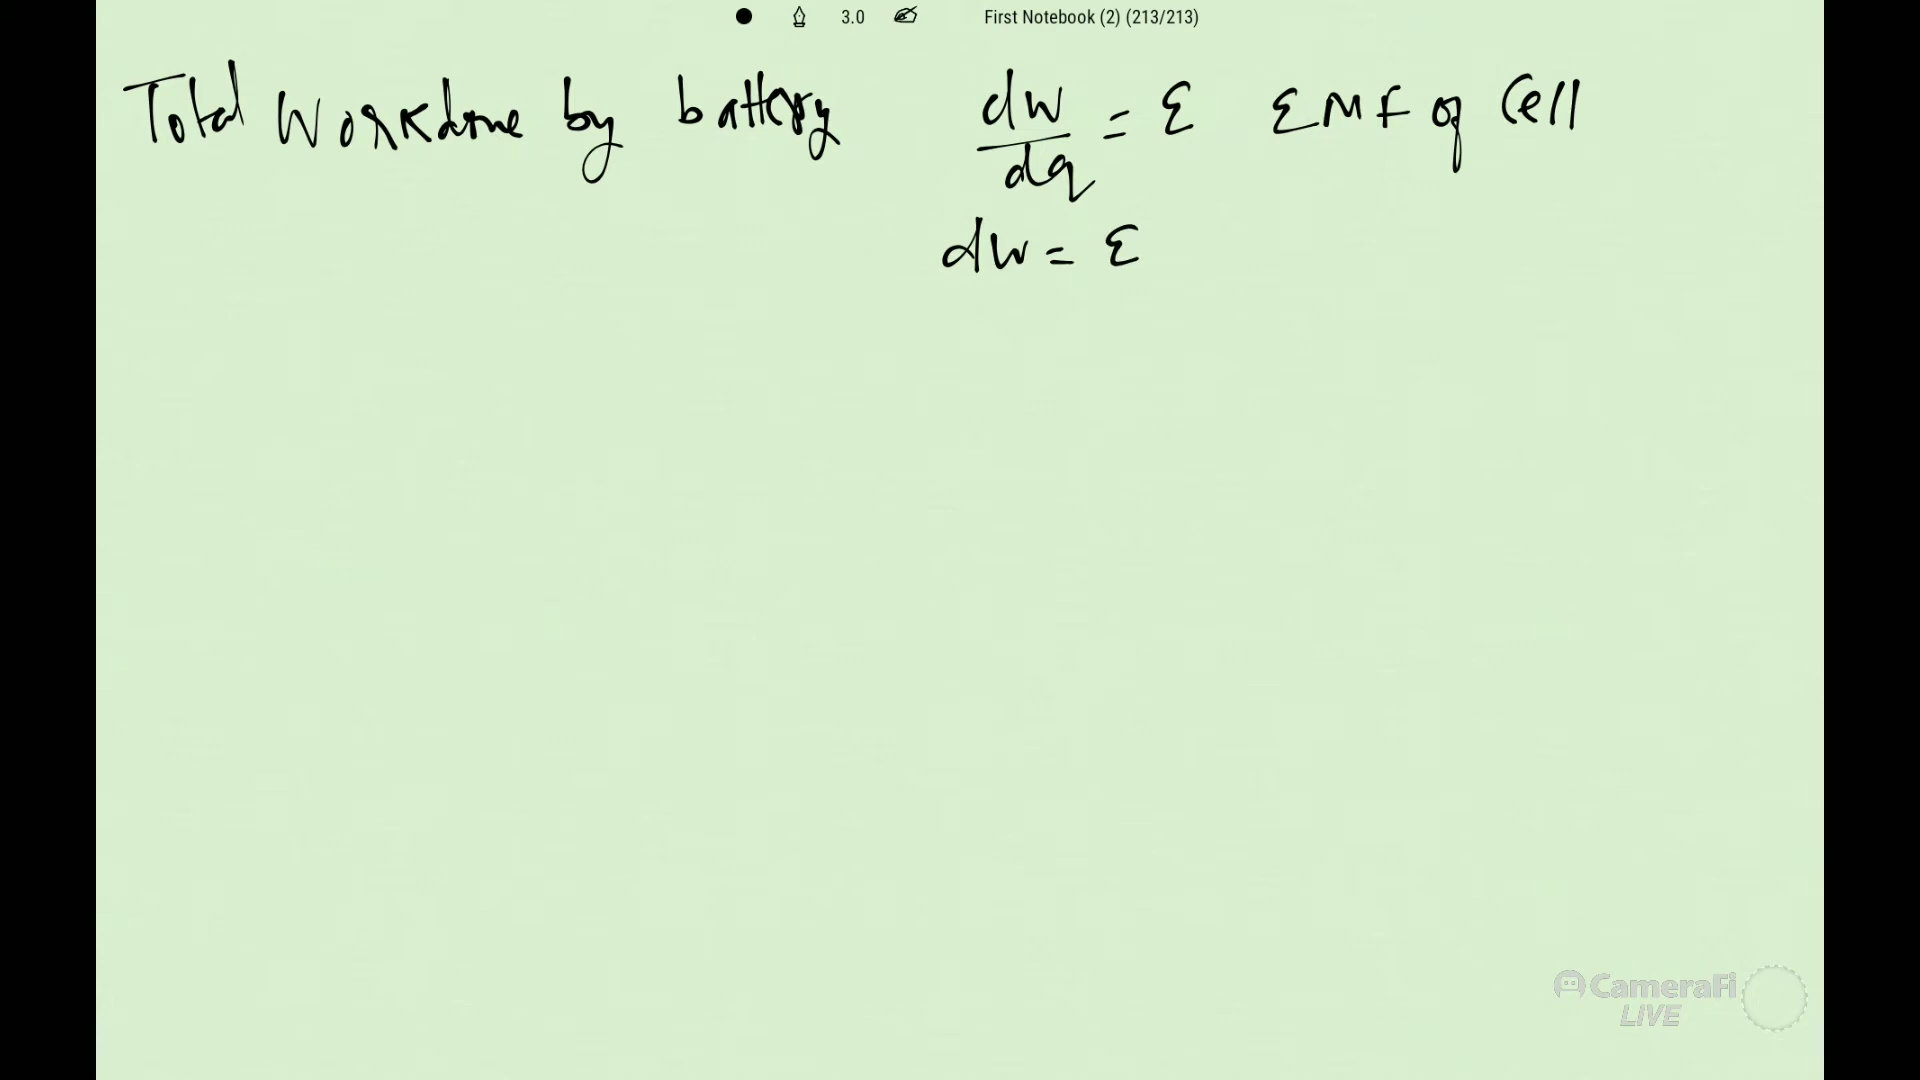 3.0 First Notebook (2) (213/213)
Total Workdone by battery dw/dq = ε EMF of Cell
dw = ε
CameraFi
LIVE